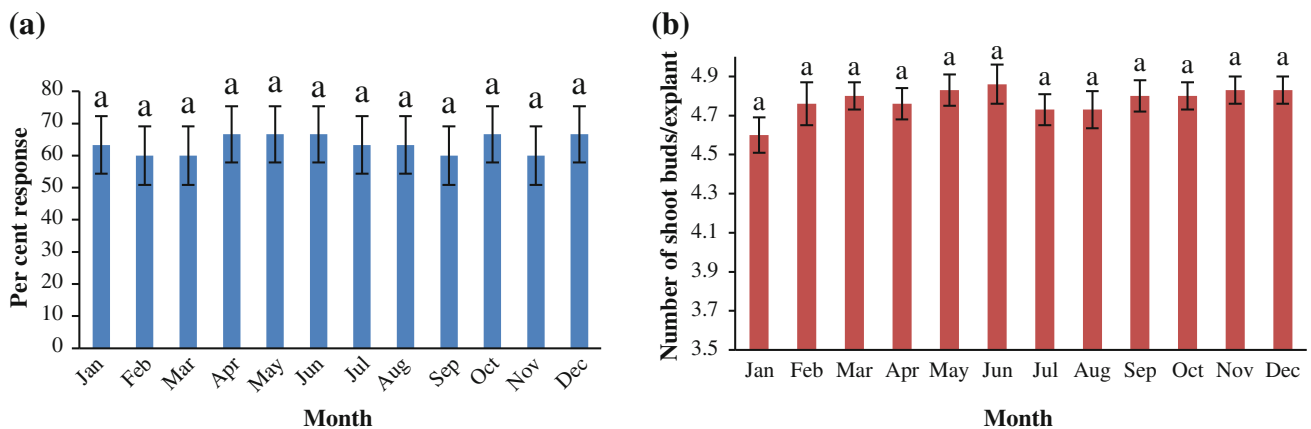 (a)
Per cent response
80
70
60
50
40
30
20
10
0
a a a a a a a a a a a a
Jan Feb Mar Apr May Jun Jul Aug Sep Oct Nov Dec
Month
(b)
Number of shoot buds/explant
4.9
4.7
4.5
4.3
4.1
3.9
3.7
3.5
a a a a a a a a a a a a
Jan Feb Mar Apr May Jun Jul Aug Sep Oct Nov Dec
Month